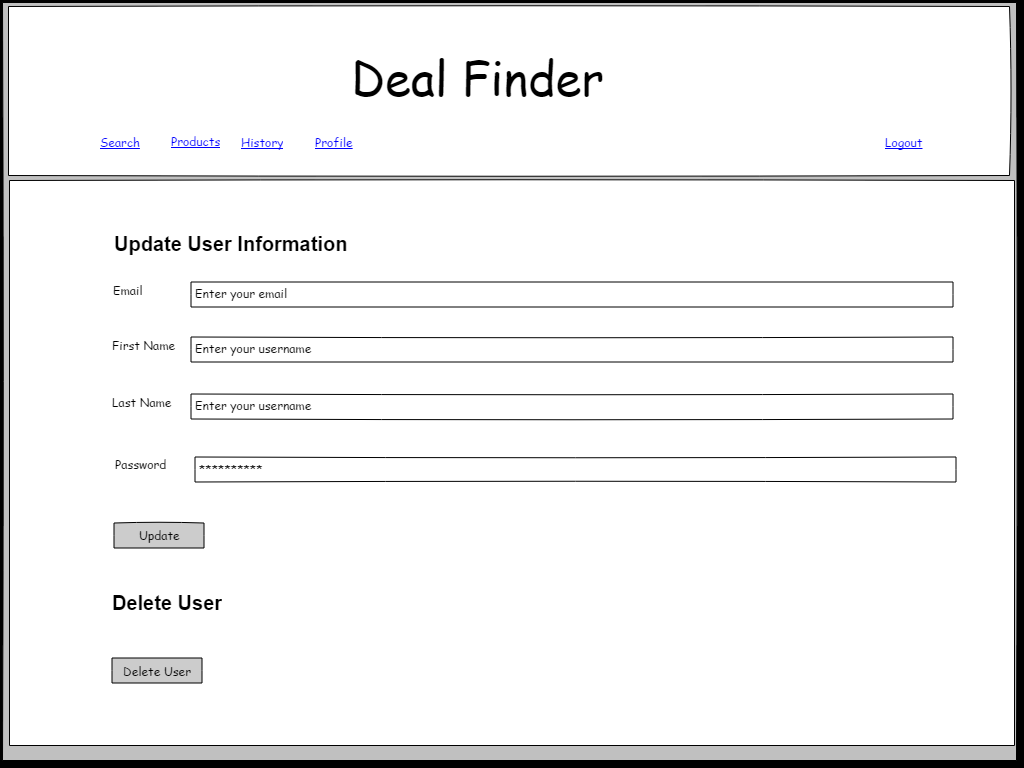 Deal Finder
Search Products History Profile Logout
Update User Information
Email Enter your email
First Name Enter your username
Last Name Enter your username
Password **********
Update
Delete User
Delete User